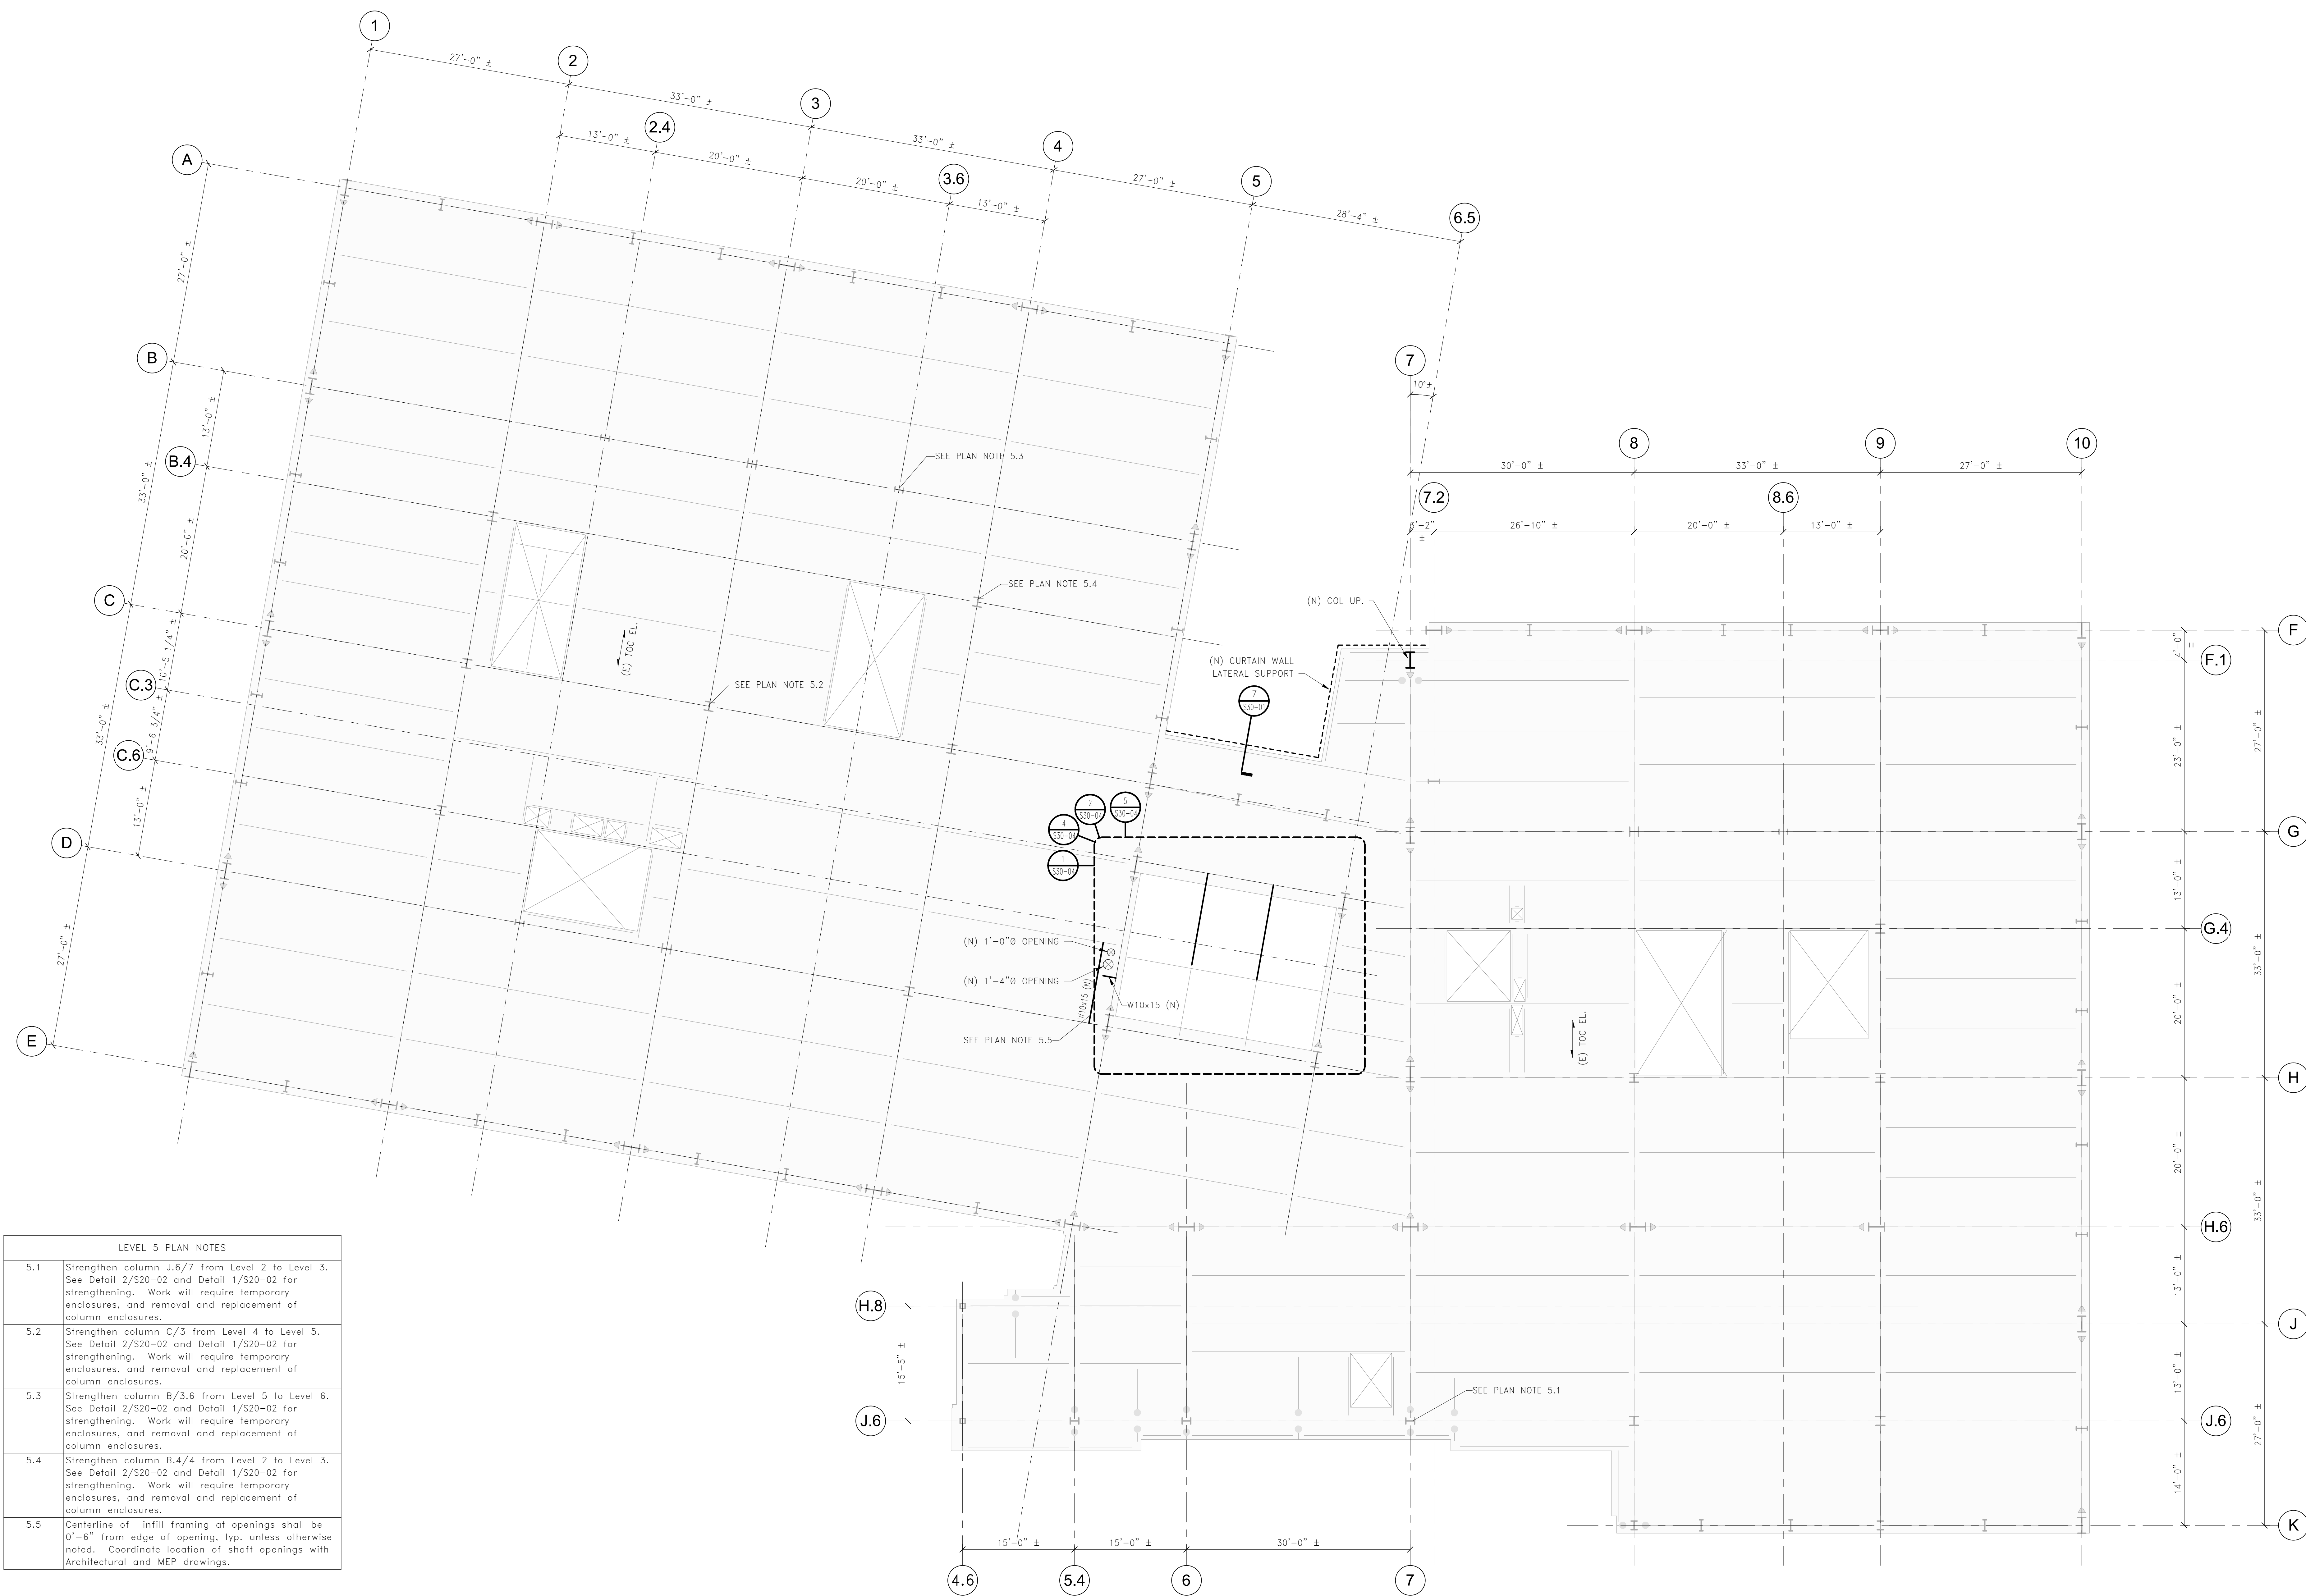 1
27'-0" ±
2
33'-0" ±
3
13'-0" ±
2.4
20'-0" ±
33'-0" ±
4
20'-0" ±
3.6
13'-0" ±
27'-0" ±
5
28'-4" ±
6.5
A
27'-0" ±
B
13'-0" ±
B.4
33'-0" ±
20'-0" ±
C
10'-5 1/4" ±
C.3
9'-6 3/4" ±
33'-0" ±
C.6
13'-0" ±
D
27'-0" ±
E
SEE PLAN NOTE 5.3
SEE PLAN NOTE 5.4
(E) TOC EL.
SEE PLAN NOTE 5.2
7
10°±
8
9
10
30'-0" ±
33'-0" ±
27'-0" ±
7.2
8.6
3'-2"
±
26'-10" ±
20'-0" ±
13'-0" ±
(N) COL UP.
(N) CURTAIN WALL
LATERAL SUPPORT
7
S30-01
2
S30-04
5
S30-04
4
S30-04
1
S30-04
(N) 1'-0"Ø OPENING
(N) 1'-4"Ø OPENING
W10x15 (N)
W10x15 (N)
SEE PLAN NOTE 5.5
(E) TOC EL.
F
4'-0"
±
F.1
23'-0" ±
27'-0" ±
G
13'-0" ±
G.4
33'-0" ±
20'-0" ±
H
20'-0" ±
H.6
33'-0" ±
13'-0" ±
J
13'-0" ±
J.6
27'-0" ±
14'-0" ±
K
H.8
15'-5" ±
J.6
SEE PLAN NOTE 5.1
15'-0" ±
15'-0" ±
30'-0" ±
4.6
5.4
6
7
LEVEL 5 PLAN NOTES
5.1
Strengthen column J.6/7 from Level 2 to Level 3.
See Detail 2/S20-02 and Detail 1/S20-02 for
strengthening. Work will require temporary
enclosures, and removal and replacement of
column enclosures.
5.2
Strengthen column C/3 from Level 4 to Level 5.
See Detail 2/S20-02 and Detail 1/S20-02 for
strengthening. Work will require temporary
enclosures, and removal and replacement of
column enclosures.
5.3
Strengthen column B/3.6 from Level 5 to Level 6.
See Detail 2/S20-02 and Detail 1/S20-02 for
strengthening. Work will require temporary
enclosures, and removal and replacement of
column enclosures.
5.4
Strengthen column B.4/4 from Level 2 to Level 3.
See Detail 2/S20-02 and Detail 1/S20-02 for
strengthening. Work will require temporary
enclosures, and removal and replacement of
column enclosures.
5.5
Centerline of infill framing at openings shall be
0'-6" from edge of opening, typ. unless otherwise
noted. Coordinate location of shaft openings with
Architectural and MEP drawings.